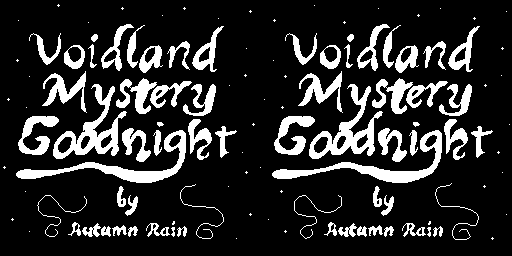 Voidland
Mystery
Goodnight
by
Autumn Rain
Voidland
Mystery
Goodnight
by
Autumn Rain